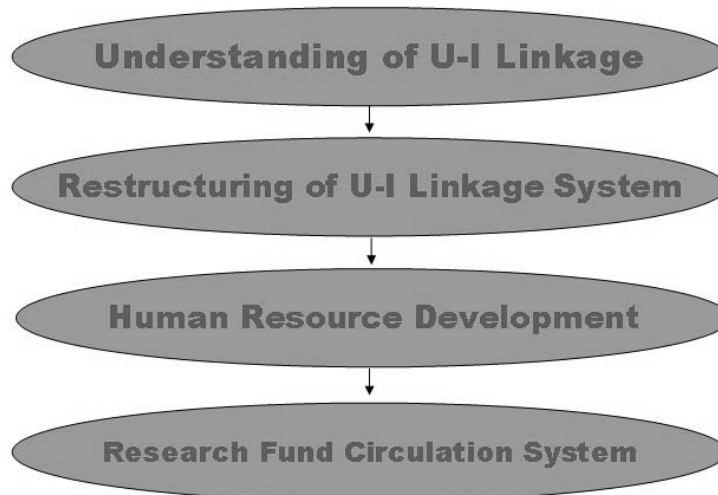 Understanding of U-I Linkage
Restructuring of U-I Linkage System
Human Resource Development
Research Fund Circulation System